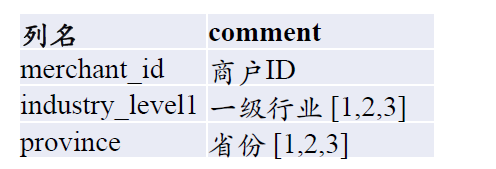 列名 comment
merchant_id 商户ID
industry_level1 一级行业 [1,2,3]
province 省份 [1,2,3]